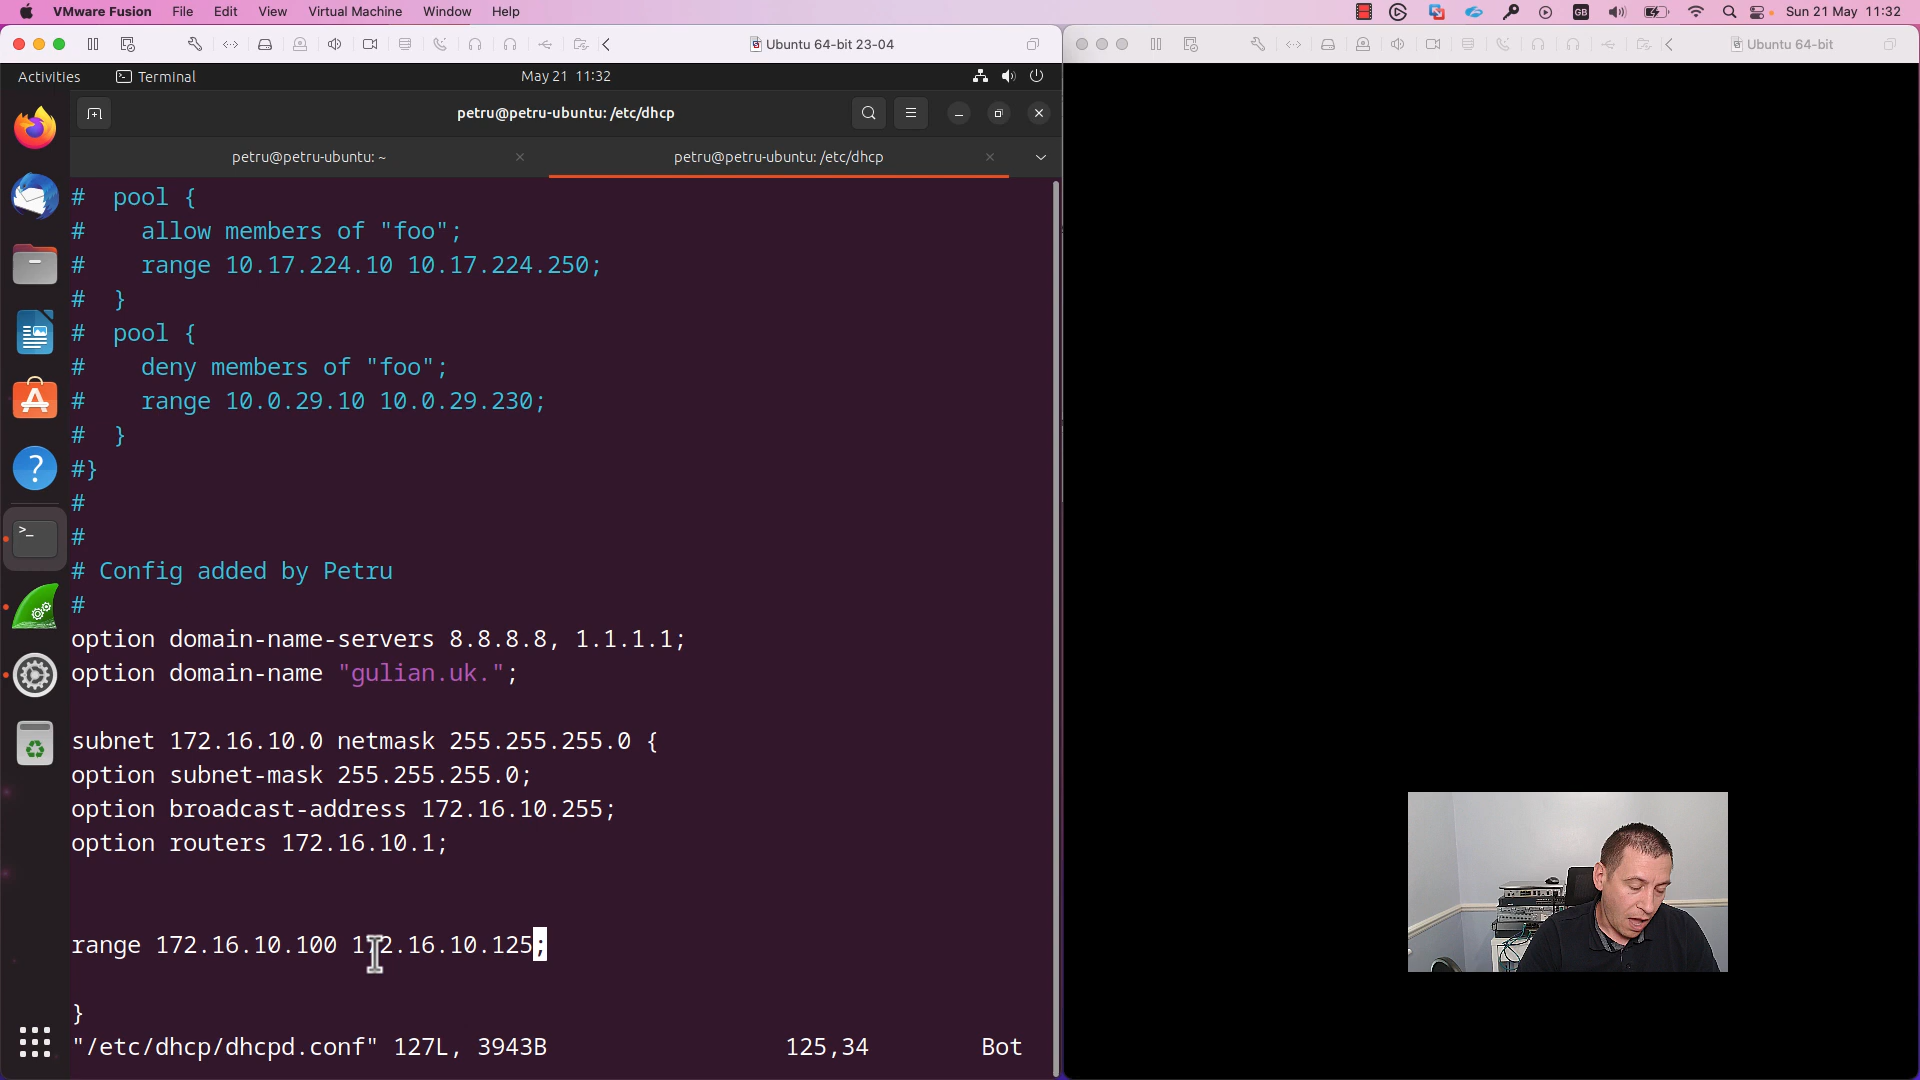 VMware Fusion File Edit View Virtual Machine Window Help GB Sun 21 May 11:32
Ubuntu 64-bit 23-04
Ubuntu 64-bit
Activities Terminal May 21 11:32
petru@petru-ubuntu: /etc/dhcp
petru@petru-ubuntu: ~ petru@petru-ubuntu: /etc/dhcp
# pool {
# allow members of "foo";
# range 10.17.224.10 10.17.224.250;
# }
# pool {
# deny members of "foo";
# range 10.0.29.10 10.0.29.230;
# }
#}
#
#
# Config added by Petru
#
option domain-name-servers 8.8.8.8, 1.1.1.1;
option domain-name "gulian.uk.";
subnet 172.16.10.0 netmask 255.255.255.0 {
option subnet-mask 255.255.255.0;
option broadcast-address 172.16.10.255;
option routers 172.16.10.1;
range 172.16.10.100 172.16.10.125;
}
"/etc/dhcp/dhcpd.conf" 127L, 3943B 125,34 Bot